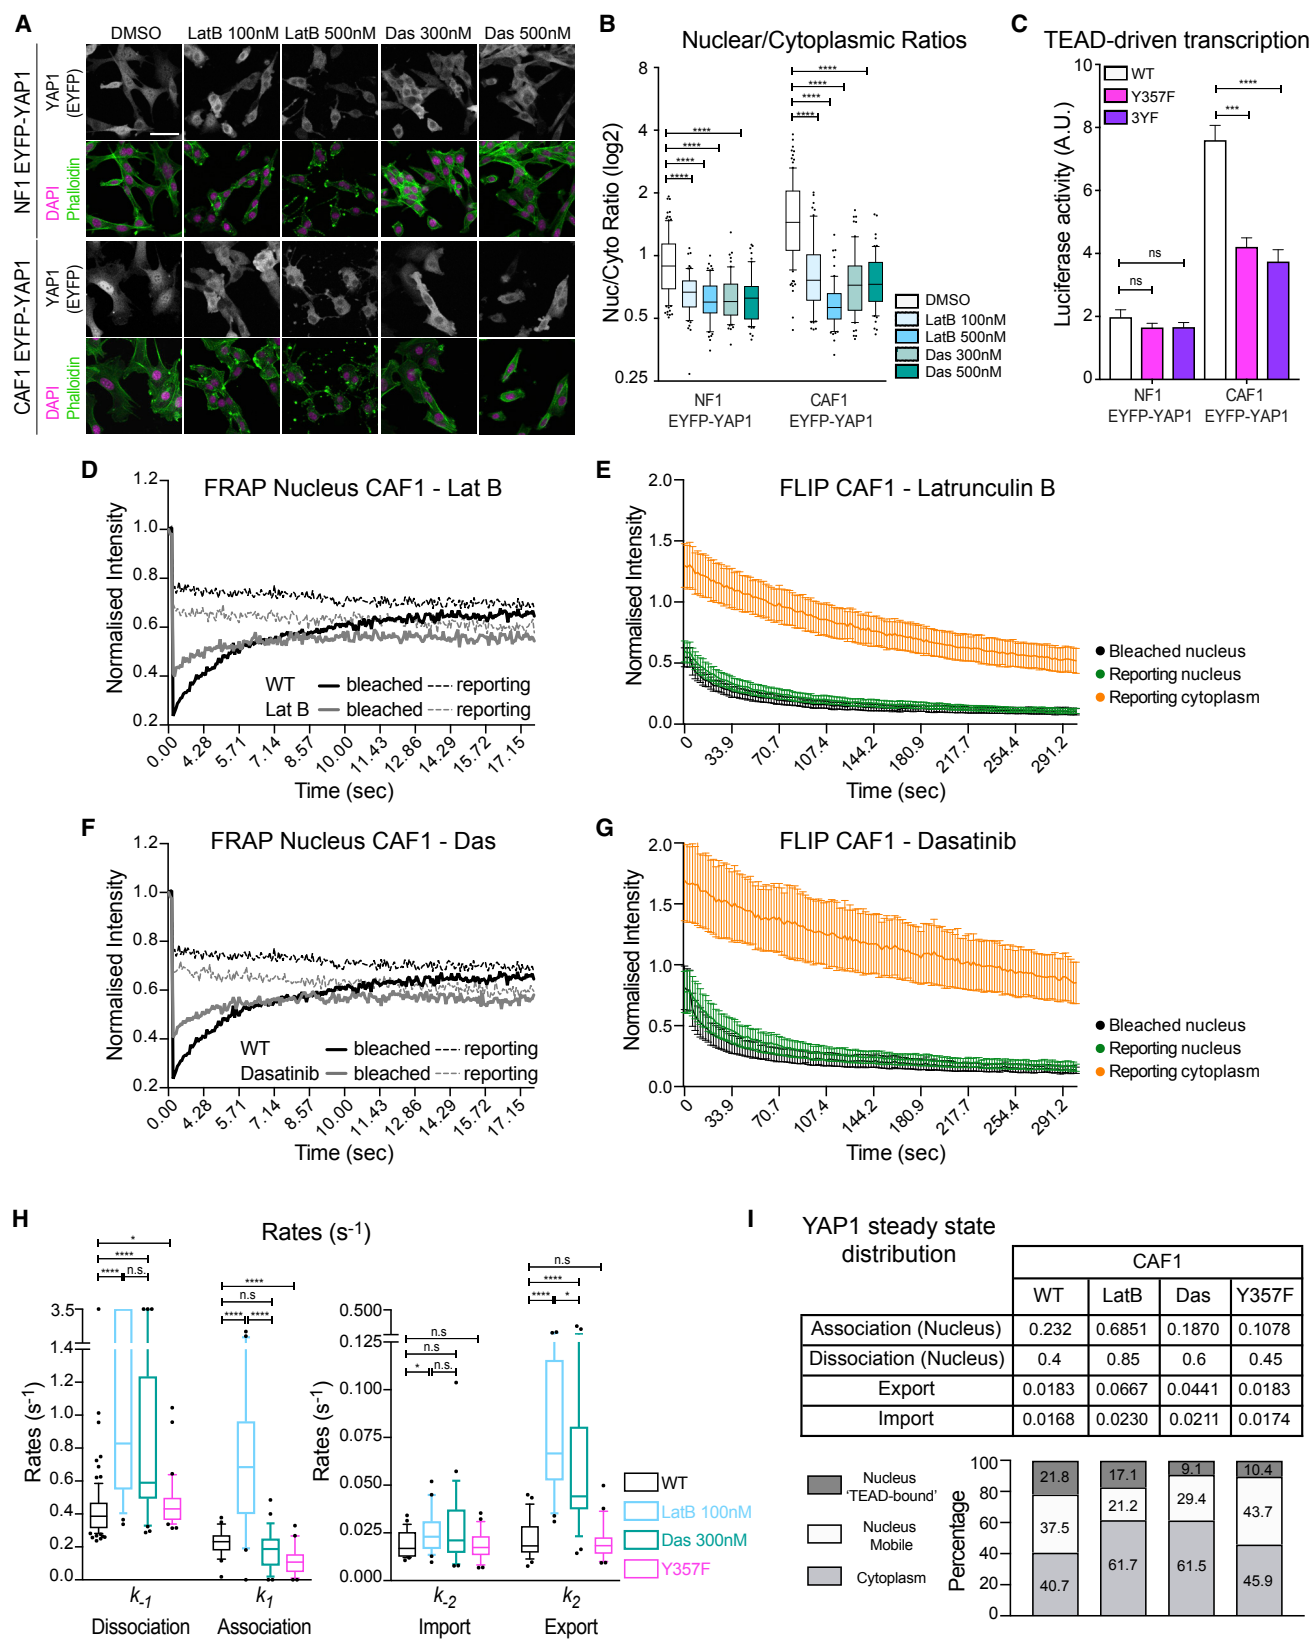 A
DMSO LatB 100nM LatB 500nM Das 300nM Das 500nM
NF1 EYFP-YAP1
YAP1 (EYFP)
DAPI Phalloidin
CAF1 EYFP-YAP1
YAP1 (EYFP)
DAPI Phalloidin
B
Nuclear/Cytoplasmic Ratios
Nuc/Cyto Ratio (log2)
8
4
2
1
0.5
0.25
**** **** **** ****
**** **** **** ****
NF1 EYFP-YAP1
CAF1 EYFP-YAP1
DMSO
LatB 100nM
LatB 500nM
Das 300nM
Das 500nM
C
TEAD-driven transcription
Luciferase activity (A.U.)
10
8
6
4
2
0
WT
Y357F
3YF
ns
ns
****
***
NF1 EYFP-YAP1
CAF1 EYFP-YAP1
D
FRAP Nucleus CAF1 - Lat B
Normalised Intensity
1.2
1.0
0.8
0.6
0.4
0.2
WT bleached reporting
Lat B bleached reporting
0.00 4.28 5.71 7.14 8.57 10.00 11.43 12.86 14.29 15.72 17.15
Time (sec)
E
FLIP CAF1 - Latrunculin B
Normalised Intensity
2.0
1.5
1.0
0.5
0.0
0 33.9 70.7 107.4 144.2 180.9 217.7 254.4 291.2
Time (sec)
Bleached nucleus
Reporting nucleus
Reporting cytoplasm
F
FRAP Nucleus CAF1 - Das
Normalised Intensity
1.2
1.0
0.8
0.6
0.4
0.2
WT bleached reporting
Dasatinib bleached reporting
0.00 4.28 5.71 7.14 8.57 10.00 11.43 12.86 14.29 15.72 17.15
Time (sec)
G
FLIP CAF1 - Dasatinib
Normalised Intensity
2.0
1.5
1.0
0.5
0.0
0 33.9 70.7 107.4 144.2 180.9 217.7 254.4 291.2
Time (sec)
Bleached nucleus
Reporting nucleus
Reporting cytoplasm
H
Rates (s-1)
Rates (s-1)
3.5
1.4
1.2
1.0
0.8
0.6
0.4
0.2
0.0
*
****
**** n.s.
****
n.s
**** ****
k-1 k1
Dissociation Association
Rates (s-1)
0.500
0.125
0.100
0.075
0.050
0.025
0.000
n.s
n.s
* n.s.
n.s
****
**** *
k-2 k2
Import Export
WT
LatB 100nM
Das 300nM
Y357F
I
YAP1 steady state
distribution
CAF1
WT LatB Das Y357F
Association (Nucleus) 0.232 0.6851 0.1870 0.1078
Dissociation (Nucleus) 0.4 0.85 0.6 0.45
Export 0.0183 0.0667 0.0441 0.0183
Import 0.0168 0.0230 0.0211 0.0174
Nucleus
'TEAD-bound'
Nucleus
Mobile
Cytoplasm
Percentage
100
80
60
40
20
0
21.8 17.1 9.1 10.4
37.5 21.2 29.4 43.7
40.7 61.7 61.5 45.9